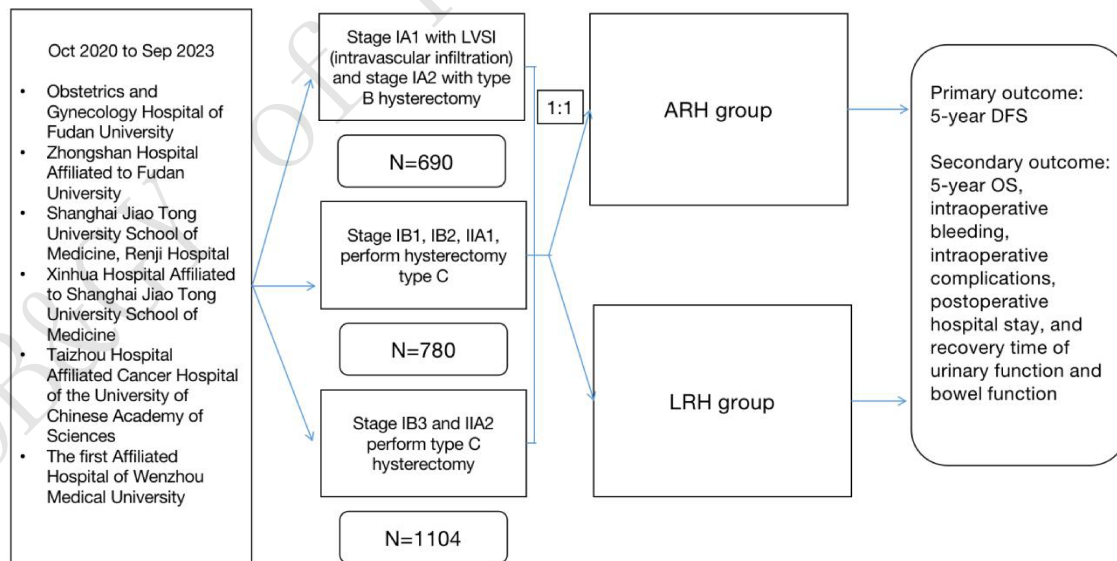 Oct 2020 to Sep 2023
• Obstetrics and
Gynecology Hospital of
Fudan University
• Zhongshan Hospital
Affiliated to Fudan
University
• Shanghai Jiao Tong
University School of
Medicine, Renji Hospital
• Xinhua Hospital Affiliated
to Shanghai Jiao Tong
University School of
Medicine
• Taizhou Hospital
Affiliated Cancer Hospital
of the University of
Chinese Academy of
Sciences
• The first Affiliated
Hospital of Wenzhou
Medical University
Stage IA1 with LVSI
(intravascular infiltration)
and stage IA2 with type
B hysterectomy
N=690
Stage IB1, IB2, IIA1,
perform hysterectomy
type C
N=780
Stage IB3 and IIA2
perform type C
hysterectomy
N=1104
1:1
ARH group
LRH group
Primary outcome:
5-year DFS
Secondary outcome:
5-year OS,
intraoperative
bleeding,
intraoperative
complications,
postoperative
hospital stay, and
recovery time of
urinary function and
bowel function